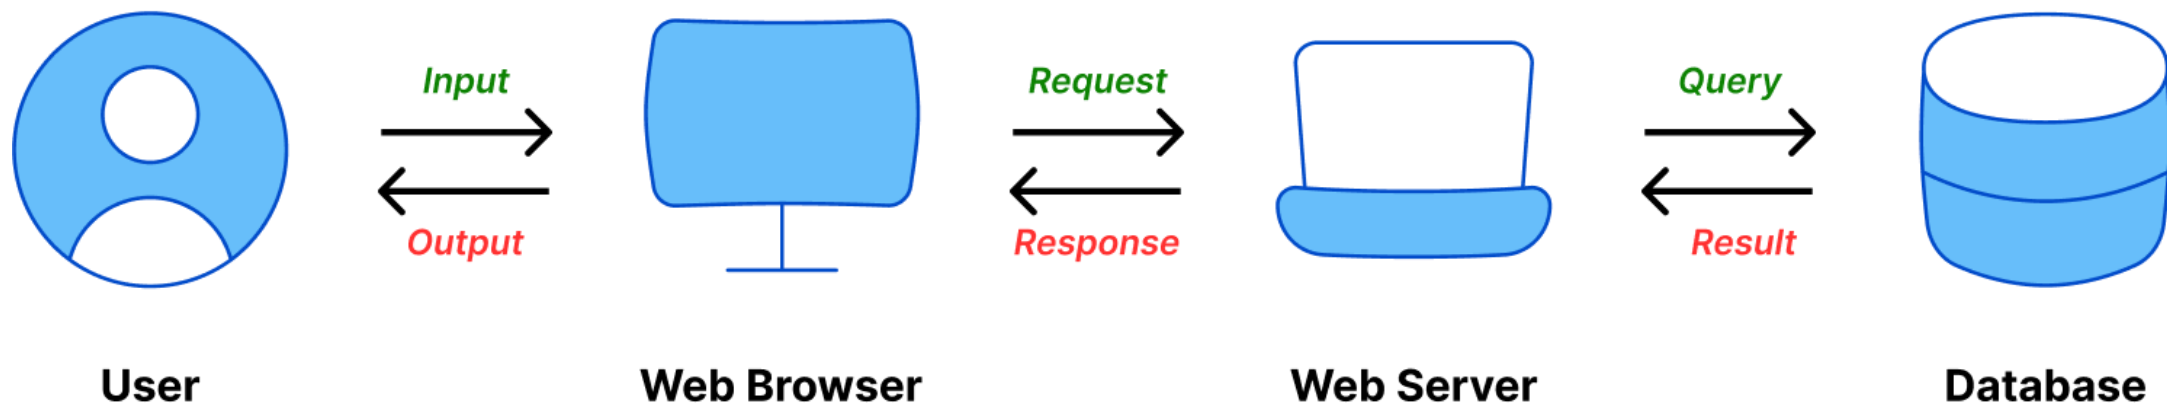 Input
Output
Request
Response
Query
Result
User
Web Browser
Web Server
Database